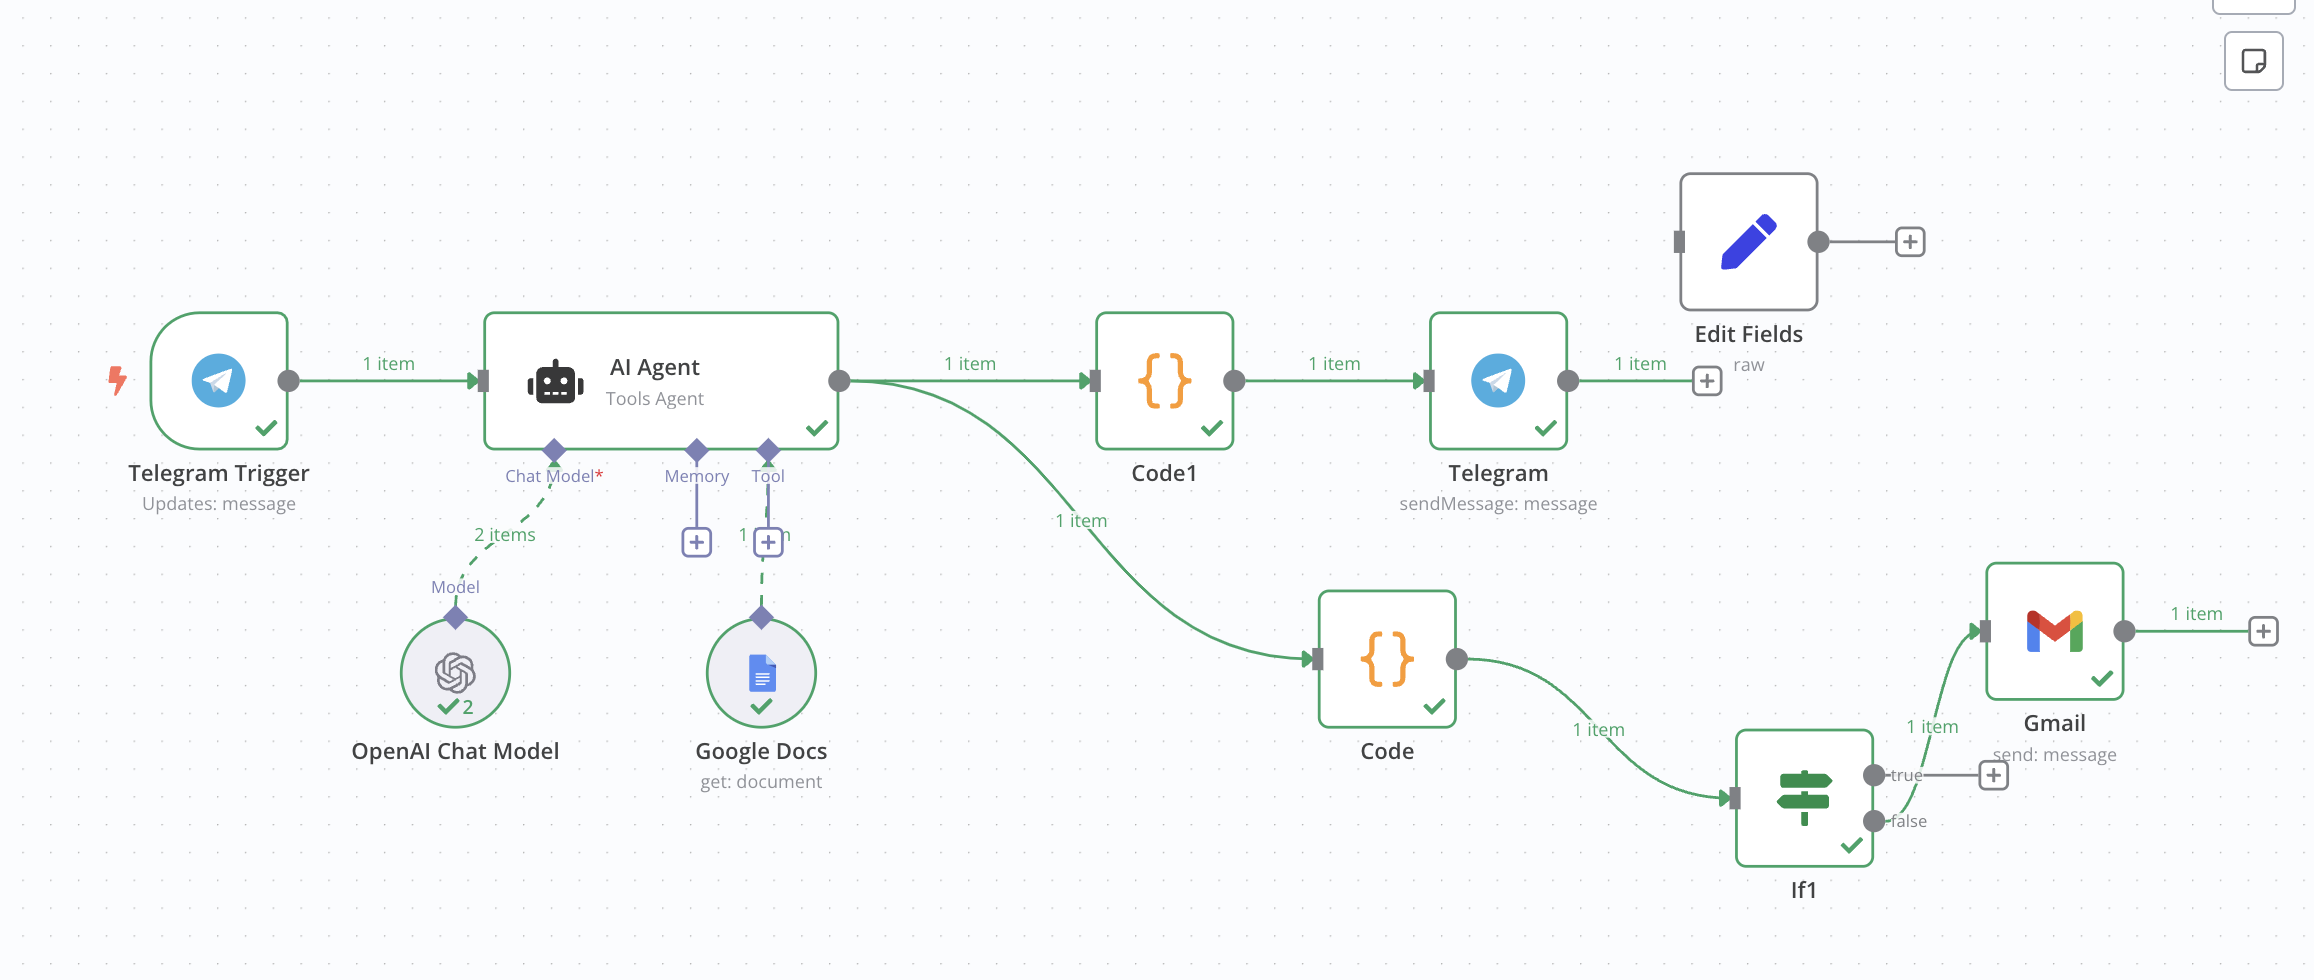 Edit Fields
raw
1 item
AI Agent
Tools Agent
1 item
1 item
1 item
Telegram Trigger
Updates: message
Chat Model*
Memory
Tool
Code1
Telegram
sendMessage: message
2 items
1
1 item
Model
2
OpenAI Chat Model
Google Docs
get: document
Code
1 item
1 item
Gmail
send: message
1 item
true
false
If1